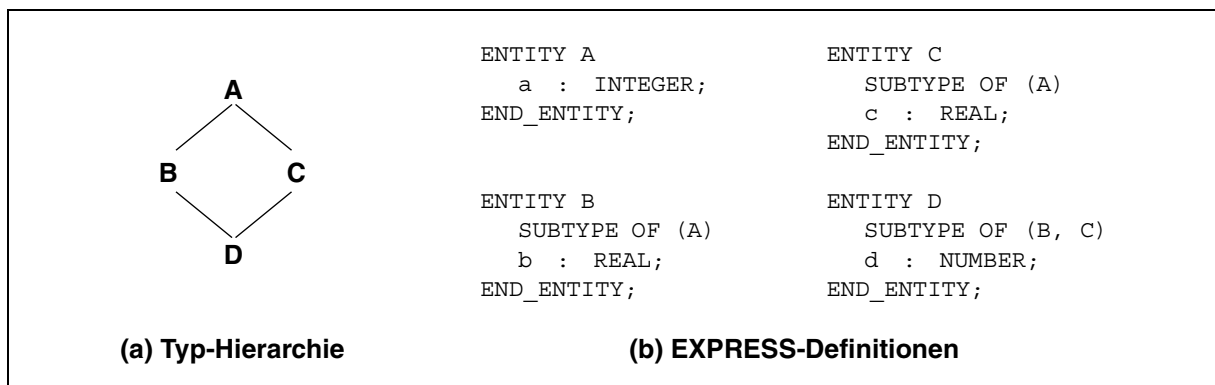 A
B C
D
(a) Typ-Hierarchie
ENTITY A
a : INTEGER;
END_ENTITY;
ENTITY B
SUBTYPE OF (A)
b : REAL;
END_ENTITY;
ENTITY C
SUBTYPE OF (A)
c : REAL;
END_ENTITY;
ENTITY D
SUBTYPE OF (B, C)
d : NUMBER;
END_ENTITY;
(b) EXPRESS-Definitionen